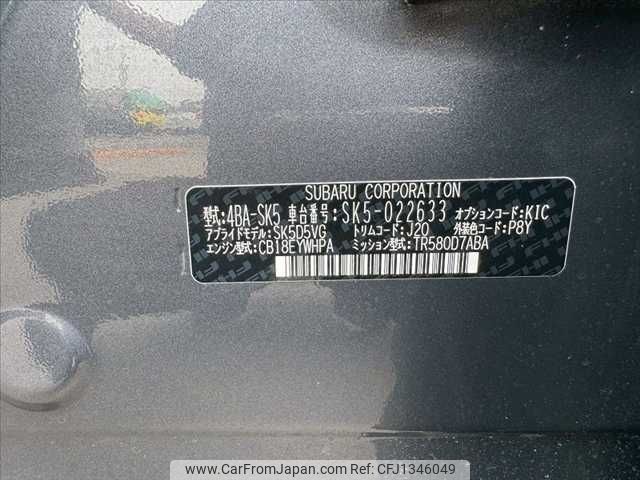 SUBARU CORPORATION
型式:4BA-SK5 車台番号:SK5-022633 オプションコード:KIC
アプライドモデル:SK5D5VG トリムコード:J20 外装色コード:P8Y
エンジン型式:CB18EYWHPA ミッション型式:TR580D7ABA
www.CarFromJapan.com - ref:CFJ1346049